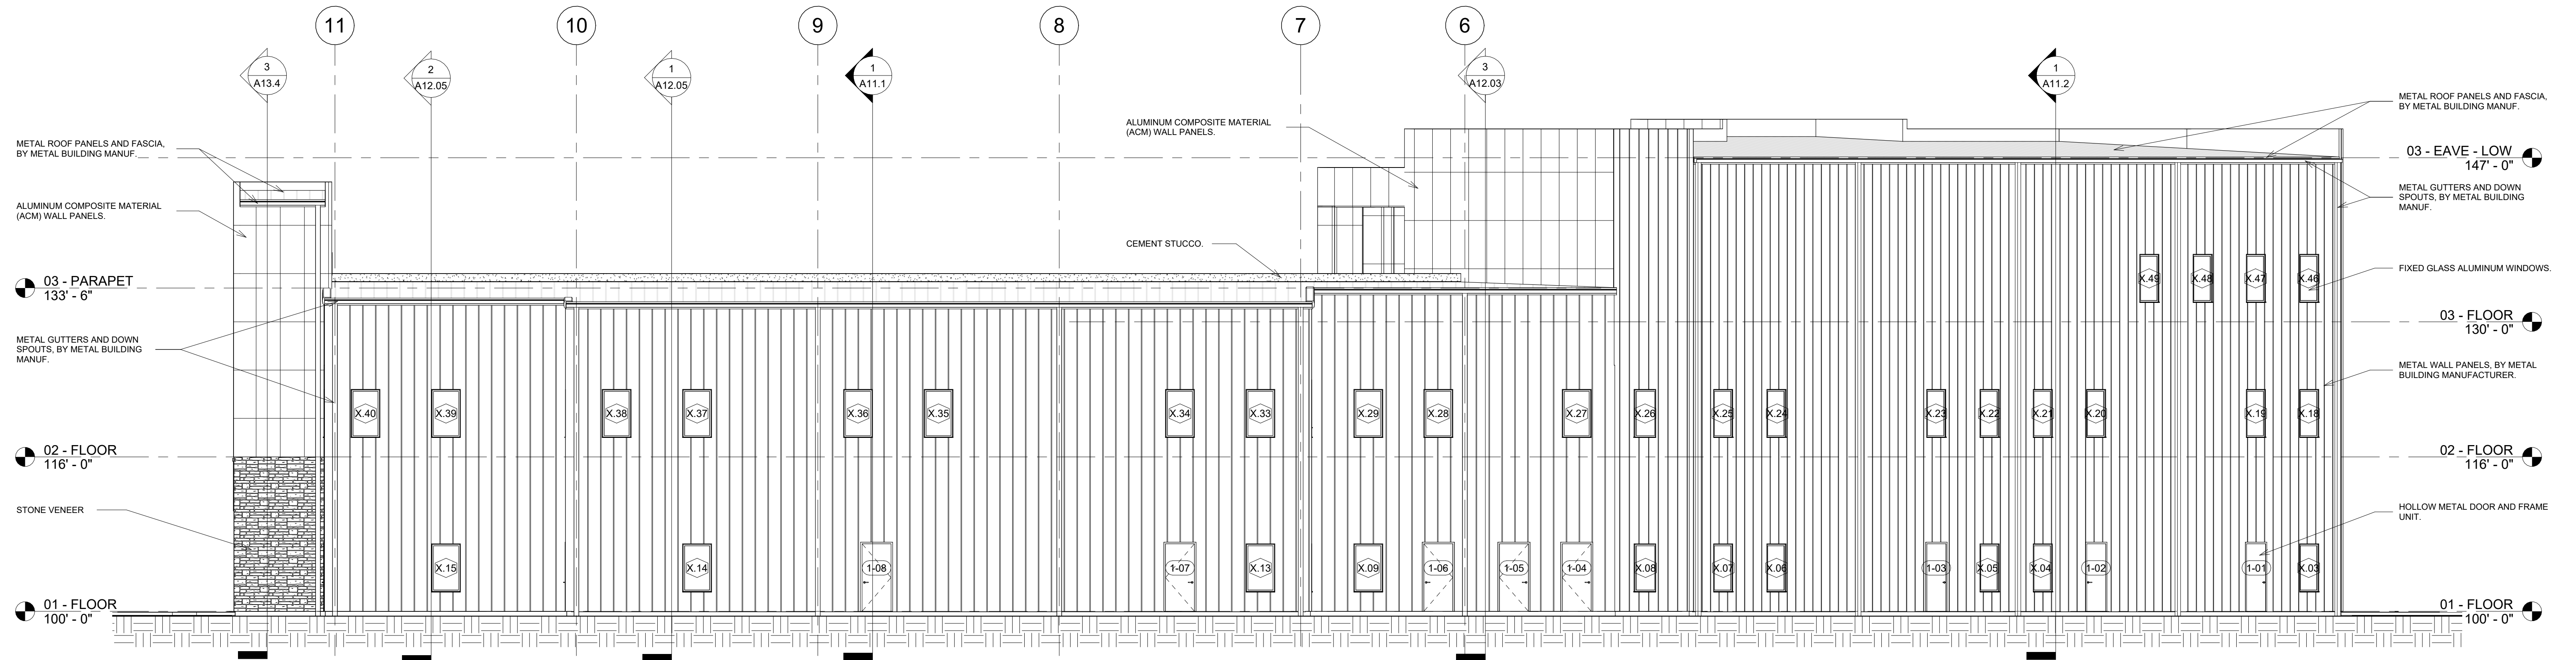 11
10
9
8
7
6
3
A13.4
2
A12.05
1
A12.05
1
A11.1
3
A12.03
1
A11.2
METAL ROOF PANELS AND FASCIA,
BY METAL BUILDING MANUF.
ALUMINUM COMPOSITE MATERIAL
(ACM) WALL PANELS.
03 - PARAPET
133' - 6"
METAL GUTTERS AND DOWN
SPOUTS, BY METAL BUILDING
MANUF.
02 - FLOOR
116' - 0"
STONE VENEER
01 - FLOOR
100' - 0"
ALUMINUM COMPOSITE MATERIAL
(ACM) WALL PANELS.
CEMENT STUCCO.
METAL ROOF PANELS AND FASCIA,
BY METAL BUILDING MANUF.
03 - EAVE - LOW
147' - 0"
METAL GUTTERS AND DOWN
SPOUTS, BY METAL BUILDING
MANUF.
FIXED GLASS ALUMINUM WINDOWS.
03 - FLOOR
130' - 0"
METAL WALL PANELS, BY METAL
BUILDING MANUFACTURER.
02 - FLOOR
116' - 0"
HOLLOW METAL DOOR AND FRAME
UNIT.
01 - FLOOR
100' - 0"
X.49 X.48 X.47 X.46
X.40 X.39 X.38 X.37 X.36 X.35 X.34 X.33 X.29 X.28 X.27 X.26 X.25 X.24 X.23 X.22 X.21 X.20 X.19 X.18
X.15 X.14 1-08 1-07 X.13 X.09 1-06 1-05 1-04 X.08 X.07 X.06 1-03 X.05 X.04 1-02 1-01 X.03